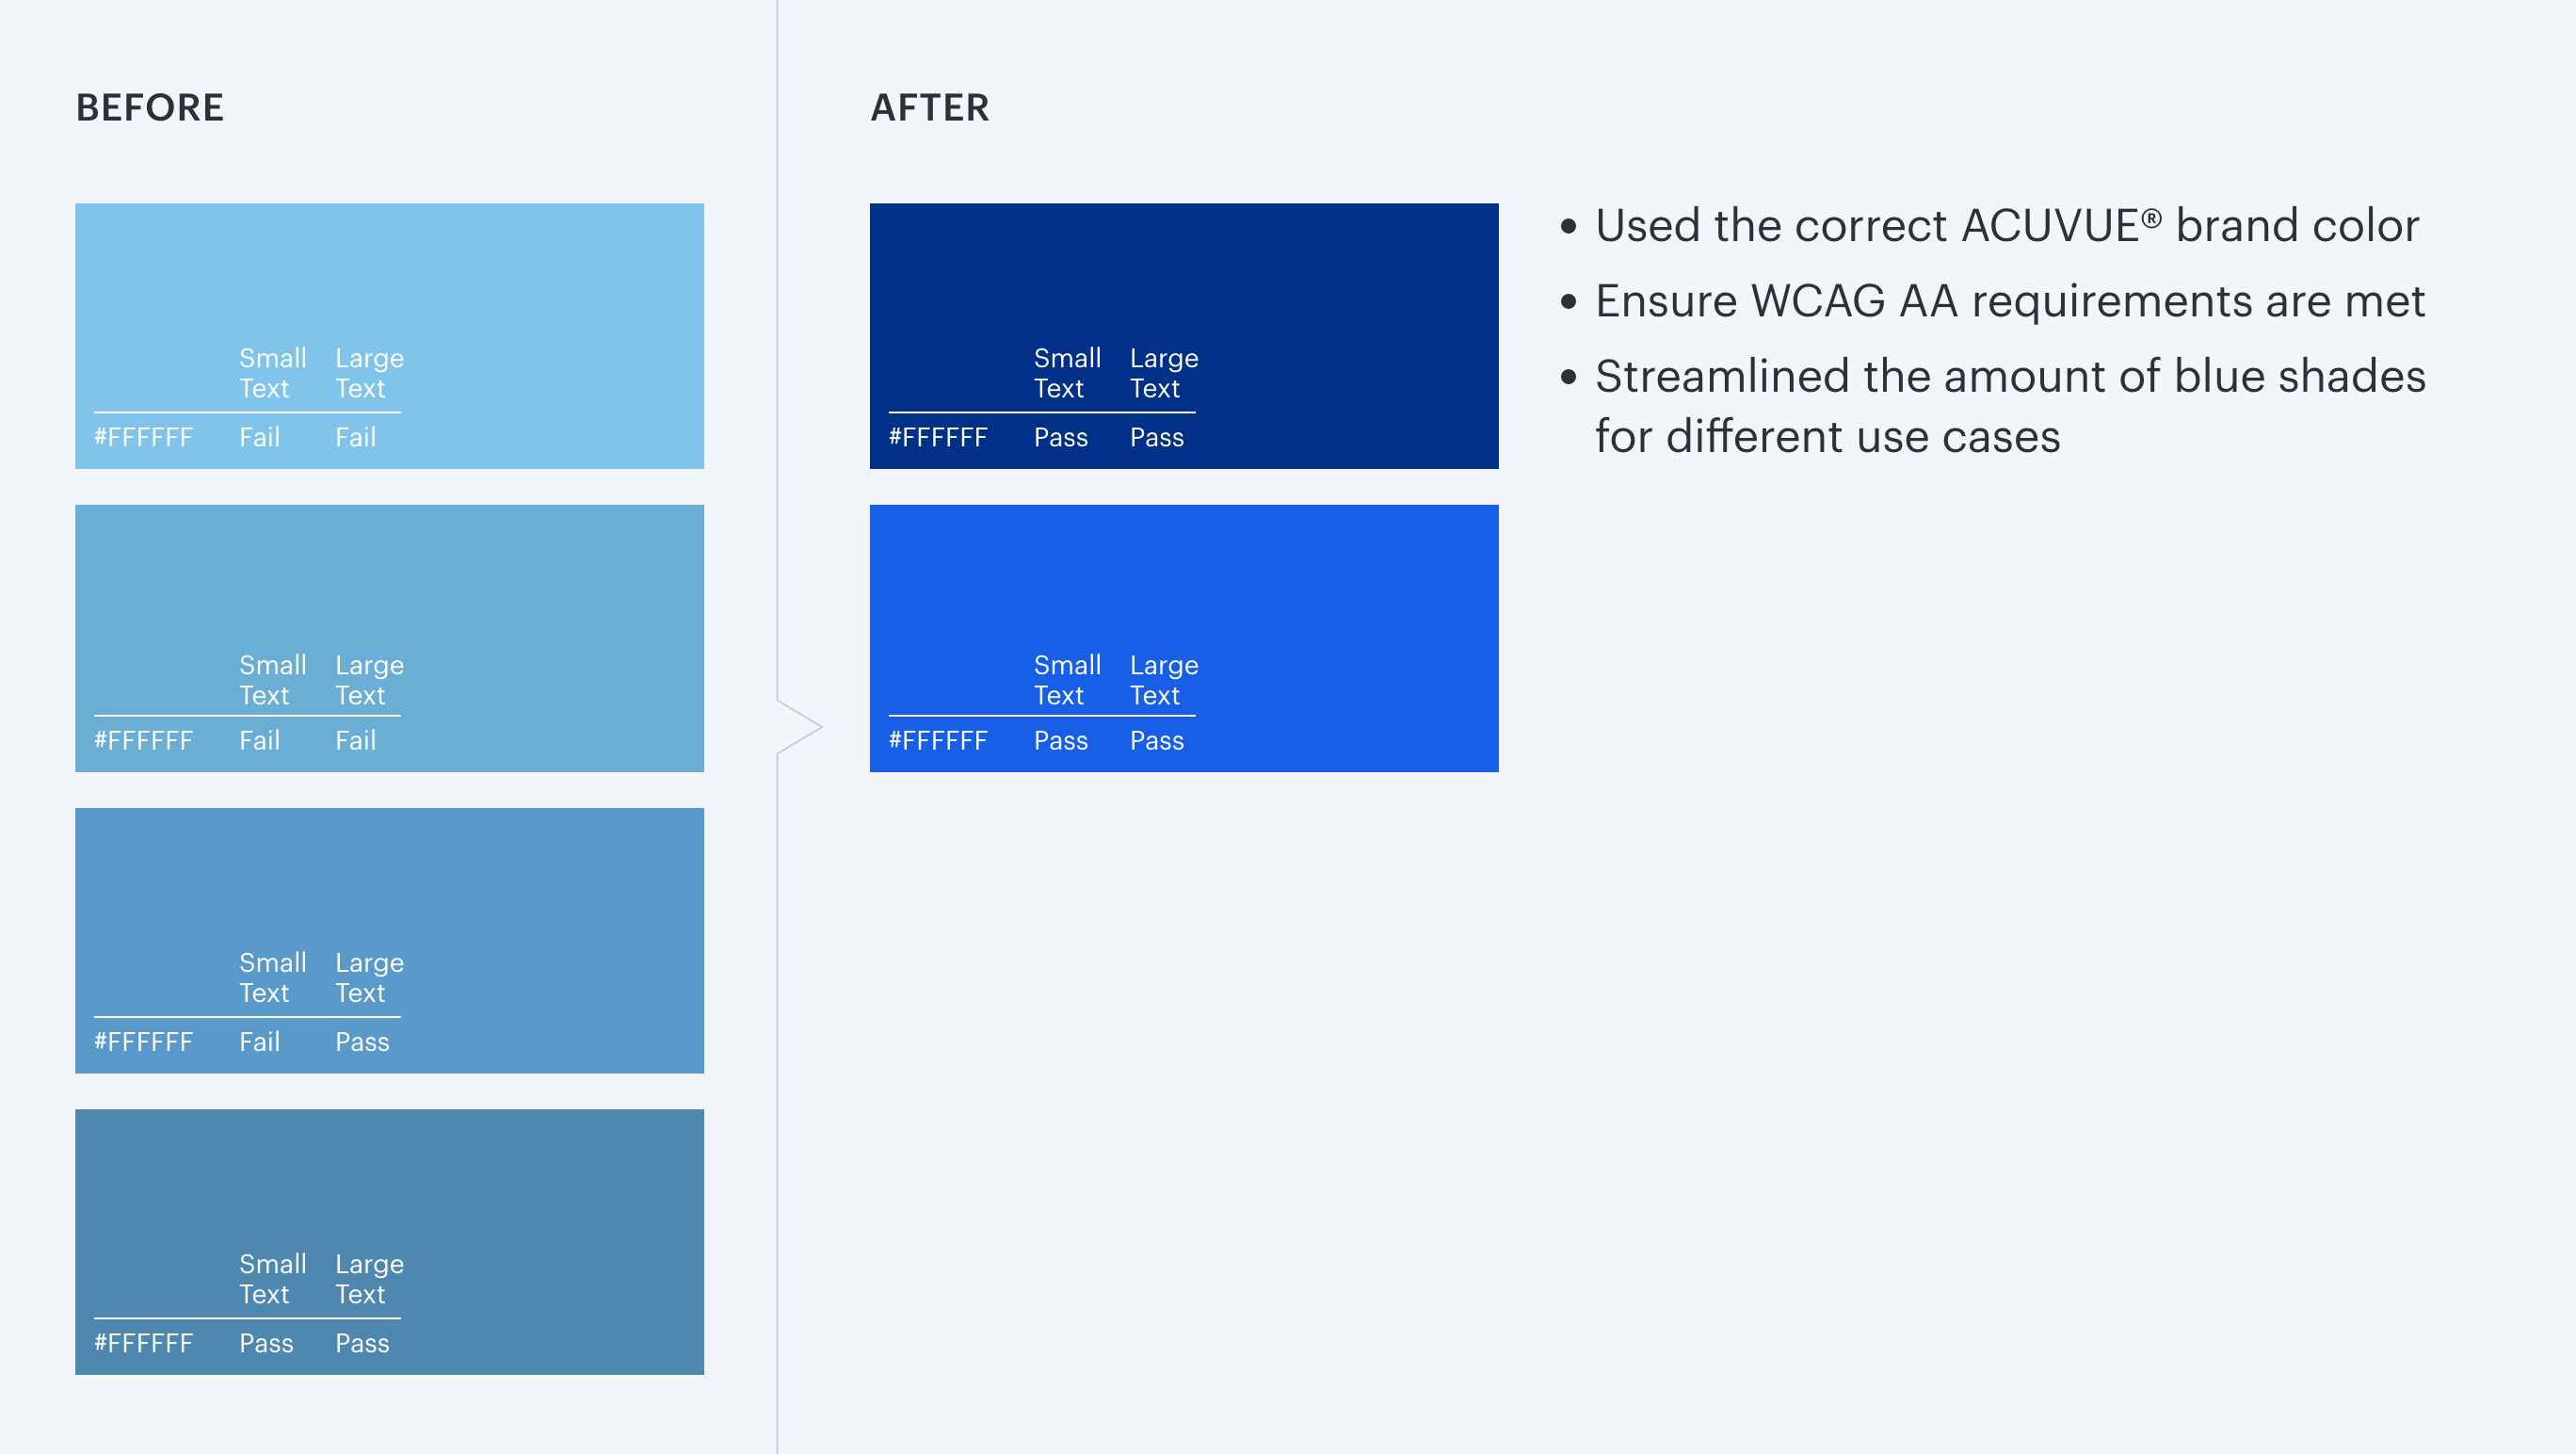 BEFORE
Small Large
Text Text
#FFFFFF Fail Fail
Small Large
Text Text
#FFFFFF Fail Fail
Small Large
Text Text
#FFFFFF Fail Pass
Small Large
Text Text
#FFFFFF Pass Pass
AFTER
Small Large
Text Text
#FFFFFF Pass Pass
Small Large
Text Text
#FFFFFF Pass Pass
• Used the correct ACUVUE® brand color
• Ensure WCAG AA requirements are met
• Streamlined the amount of blue shades
for different use cases